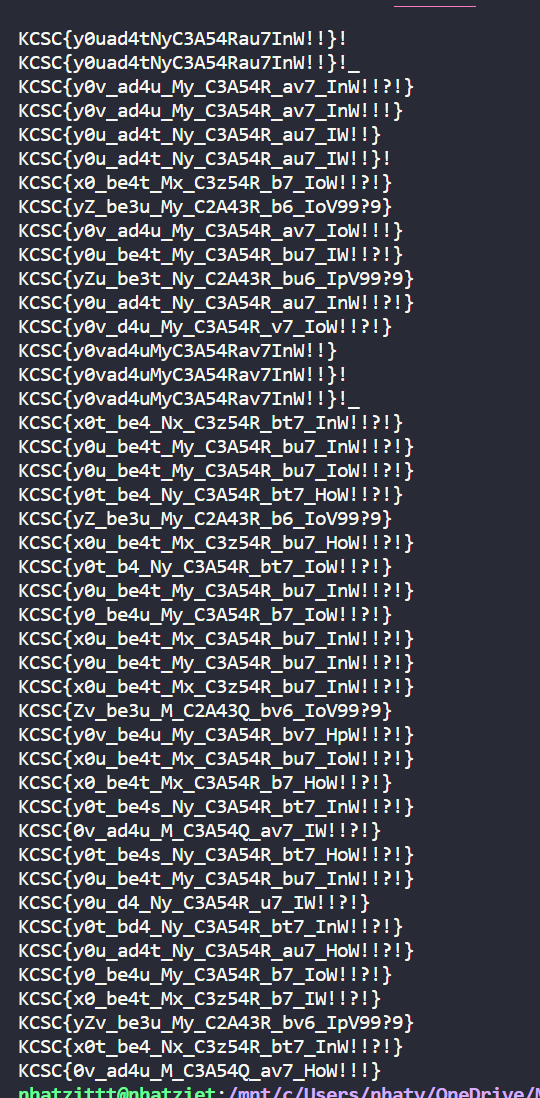 KCSC{y0uad4tNyC3A54Rau7InW!!}!
KCSC{y0uad4tNyC3A54Rau7InW!!}!_
KCSC{y0v_ad4u_My_C3A54R_av7_InW!!?!}
KCSC{y0v_ad4u_My_C3A54R_av7_InW!!!}
KCSC{y0u_ad4t_Ny_C3A54R_au7_IW!!}
KCSC{y0u_ad4t_Ny_C3A54R_au7_IW!!}!
KCSC{x0_be4t_Mx_C3z54R_b7_IoW!!?!}
KCSC{yZ_be3u_My_C2A43R_b6_IoV99?9}
KCSC{y0v_ad4u_My_C3A54R_av7_IoW!!!}
KCSC{y0u_be4t_My_C3A54R_bu7_IW!!?!}
KCSC{yZu_be3t_Ny_C2A43R_bu6_IpV99?9}
KCSC{y0u_ad4t_Ny_C3A54R_au7_InW!!?!}
KCSC{y0v_d4u_My_C3A54R_v7_IoW!!?!}
KCSC{y0vad4uMyC3A54Rav7InW!!}
KCSC{y0vad4uMyC3A54Rav7InW!!}!
KCSC{y0vad4uMyC3A54Rav7InW!!}!_
KCSC{x0t_be4_Nx_C3z54R_bt7_InW!!?!}
KCSC{y0u_be4t_My_C3A54R_bu7_InW!!?!}
KCSC{y0u_be4t_My_C3A54R_bu7_IoW!!?!}
KCSC{y0t_be4_Ny_C3A54R_bt7_HoW!!?!}
KCSC{yZ_be3u_My_C2A43R_b6_IoV99?9}
KCSC{x0u_be4t_Mx_C3z54R_bu7_HoW!!?!}
KCSC{y0t_b4_Ny_C3A54R_bt7_IoW!!?!}
KCSC{y0u_be4t_My_C3A54R_bu7_InW!!?!}
KCSC{y0_be4u_My_C3A54R_b7_IoW!!?!}
KCSC{x0u_be4t_Mx_C3A54R_bu7_InW!!?!}
KCSC{y0u_be4t_My_C3A54R_bu7_InW!!?!}
KCSC{x0u_be4t_Mx_C3z54R_bu7_InW!!?!}
KCSC{Zv_be3u_M_C2A43Q_bv6_IoV99?9}
KCSC{y0v_be4u_My_C3A54R_bv7_HpW!!?!}
KCSC{x0u_be4t_Mx_C3A54R_bu7_IoW!!?!}
KCSC{x0_be4t_Mx_C3A54R_b7_HoW!!?!}
KCSC{y0t_be4s_Ny_C3A54R_bt7_InW!!?!}
KCSC{0v_ad4u_M_C3A54Q_av7_IW!!?!}
KCSC{y0t_be4s_Ny_C3A54R_bt7_HoW!!?!}
KCSC{y0u_be4t_My_C3A54R_bu7_InW!!?!}
KCSC{y0u_d4_Ny_C3A54R_u7_IW!!?!}
KCSC{y0t_bd4_Ny_C3A54R_bt7_InW!!?!}
KCSC{y0u_ad4t_Ny_C3A54R_au7_HoW!!?!}
KCSC{y0_be4u_My_C3A54R_b7_IoW!!?!}
KCSC{x0_be4t_Mx_C3z54R_b7_IW!!?!}
KCSC{yZv_be3u_My_C2A43R_bv6_IpV99?9}
KCSC{x0t_be4_Nx_C3z54R_bt7_InW!!?!}
KCSC{0v_ad4u_M_C3A54Q_av7_HoW!!!}
nhatzittt@nhatziet:/mnt/c/Users/nhaty/OneDrive/